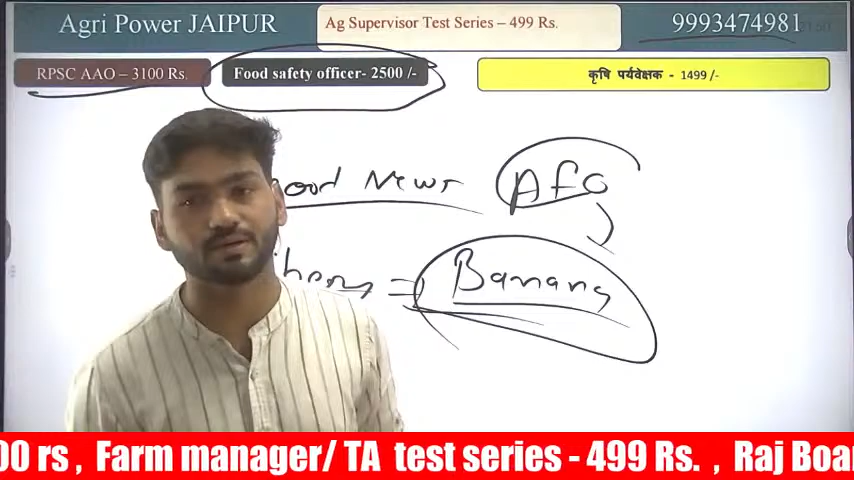 Agri Power JAIPUR
Ag Supervisor Test Series – 499 Rs.
9993474981
RPSC AAO – 3100 Rs.
Food safety officer- 2500 /-
कृषि पर्यवेक्षक - 1499 /-
ood News AFO
= Banana
00 rs , Farm manager/ TA test series - 499 Rs. , Raj Boar